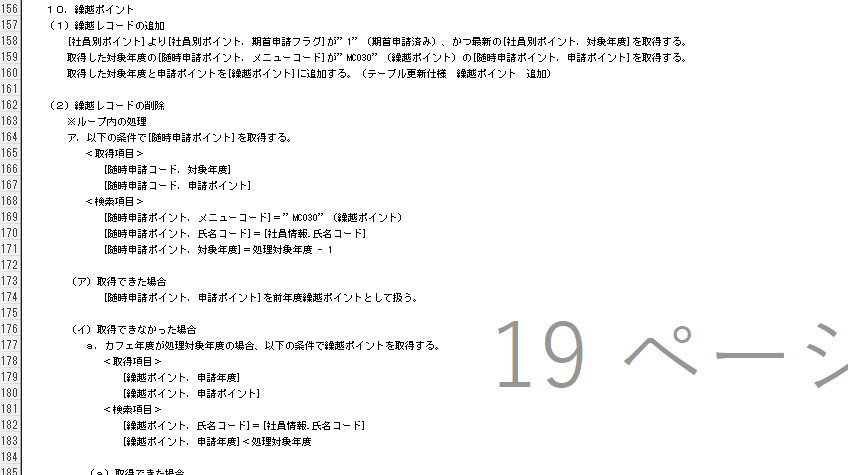 156 １０．繰越ポイント
157 （１）繰越レコードの追加
158 [社員別ポイント]より[社員別ポイント．期首申請フラグ]が”１”（期首申請済み）、かつ最新の[社員別ポイント．対象年度]を取得する。
159 取得した対象年度の[随時申請ポイント．メニューコード]が”MC030”（繰越ポイント）の[随時申請ポイント．申請ポイント]を取得する。
160 取得した対象年度と申請ポイントを[繰越ポイント]に追加する。（テーブル更新仕様　繰越ポイント　追加）
161
162 （２）繰越レコードの削除
163 ※ループ内の処理
164 ア．以下の条件で[随時申請ポイント]を取得する。
165 ＜取得項目＞
166 [随時申請コード．対象年度]
167 [随時申請コード．申請ポイント]
168 ＜検索項目＞
169 [随時申請ポイント．メニューコード]＝”MC030”（繰越ポイント）
170 [随時申請ポイント．氏名コード]＝[社員情報.氏名コード]
171 [随時申請ポイント．対象年度]＝処理対象年度 － 1
172
173 （ア）取得できた場合
174 [随時申請ポイント．申請ポイント]を前年度繰越ポイントとして扱う。
175
176 （イ）取得できなかった場合
177 ａ．カフェ年度が処理対象年度の場合、以下の条件で繰越ポイントを取得する。
178 ＜取得項目＞
179 [繰越ポイント．申請年度]
180 [繰越ポイント．申請ポイント]
181 ＜検索項目＞
182 [繰越ポイント．氏名コード]＝[社員情報.氏名コード]
183 [繰越ポイント．申請年度]＜処理対象年度
184
185 （ａ）取得できた場合
19 ページ